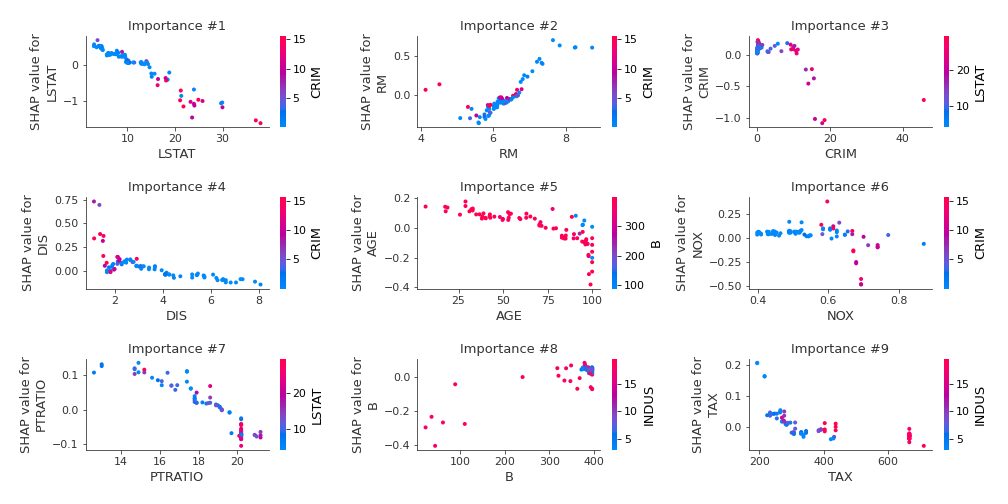 Importance #1
SHAP value for
LSTAT
0
−1
10
20
30
LSTAT
15
10
5
CRIM
Importance #2
SHAP value for
RM
0.5
0.0
4
6
8
RM
15
10
5
CRIM
Importance #3
SHAP value for
CRIM
0.0
−0.5
−1.0
0
20
40
CRIM
20
10
LSTAT
Importance #4
SHAP value for
DIS
0.75
0.50
0.25
0.00
2
4
6
8
DIS
15
10
5
CRIM
Importance #5
SHAP value for
AGE
0.2
0.0
−0.2
−0.4
25
50
75
100
AGE
300
200
100
B
Importance #6
SHAP value for
NOX
0.25
0.00
−0.25
−0.50
0.4
0.6
0.8
NOX
15
10
5
CRIM
Importance #7
SHAP value for
PTRATIO
0.1
0.0
−0.1
14
16
18
20
PTRATIO
20
10
LSTAT
Importance #8
SHAP value for
B
0.0
−0.2
−0.4
100
200
300
400
B
15
10
5
INDUS
Importance #9
SHAP value for
TAX
0.2
0.1
0.0
200
400
600
TAX
15
10
5
INDUS